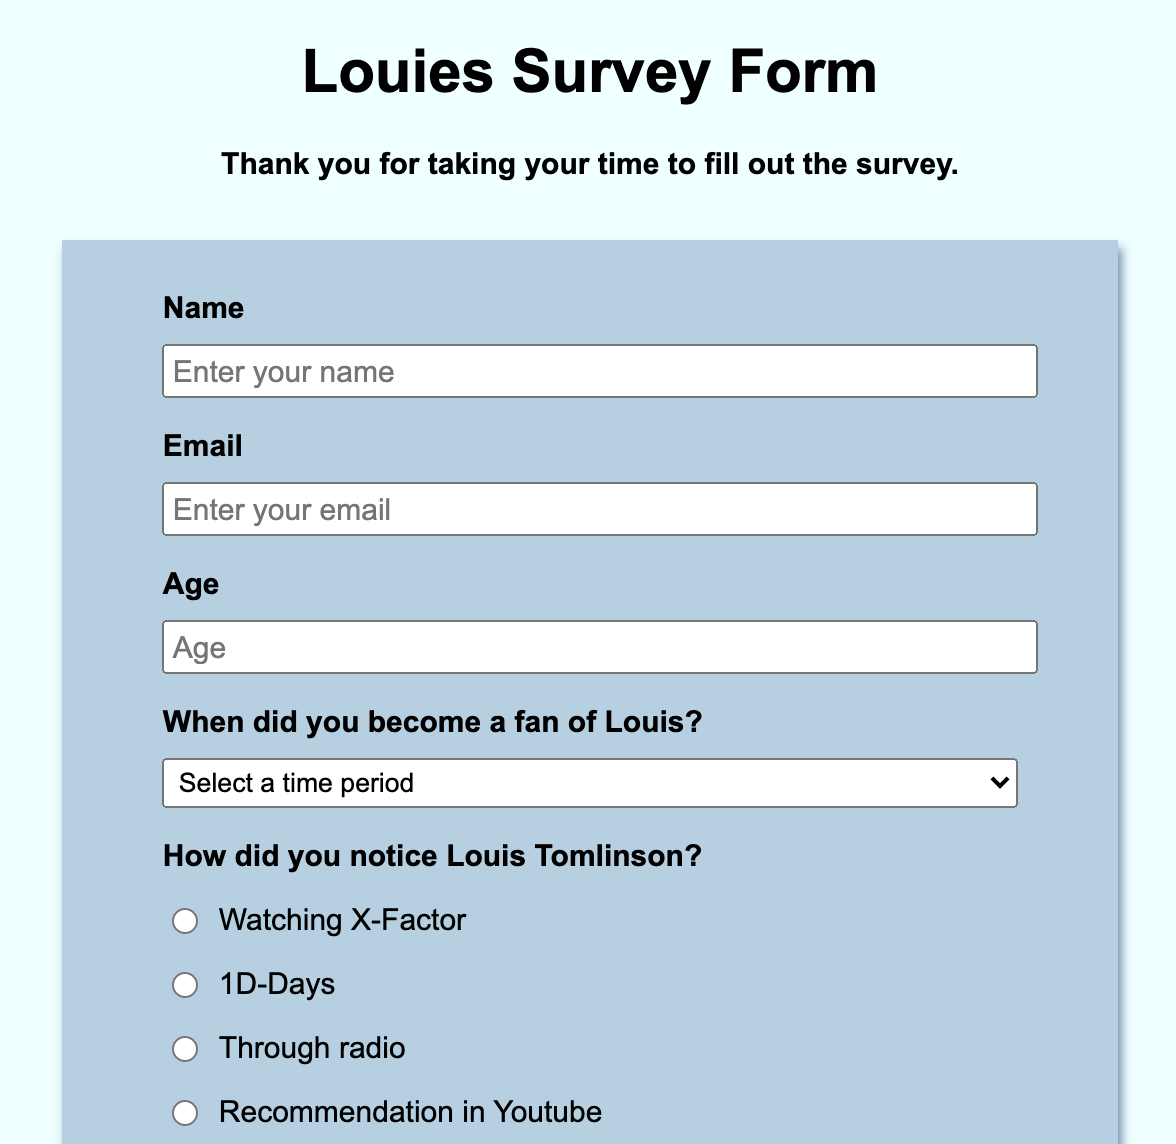 Louies Survey Form
Thank you for taking your time to fill out the survey.
Name
Enter your name
Email
Enter your email
Age
Age
When did you become a fan of Louis?
Select a time period
How did you notice Louis Tomlinson?
Watching X-Factor
1D-Days
Through radio
Recommendation in Youtube